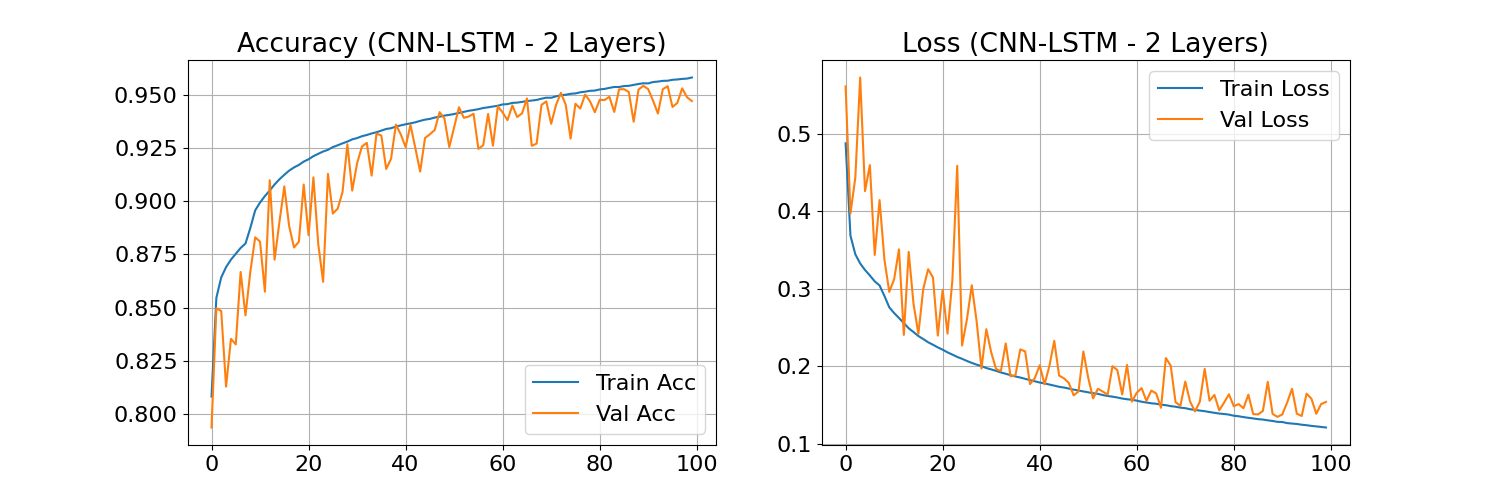 Accuracy (CNN-LSTM - 2 Layers)
0.950
0.925
0.900
0.875
0.850
0.825
0.800
Train Acc
Val Acc
0 20 40 60 80 100
Loss (CNN-LSTM - 2 Layers)
Train Loss
Val Loss
0.5
0.4
0.3
0.2
0.1
0 20 40 60 80 100